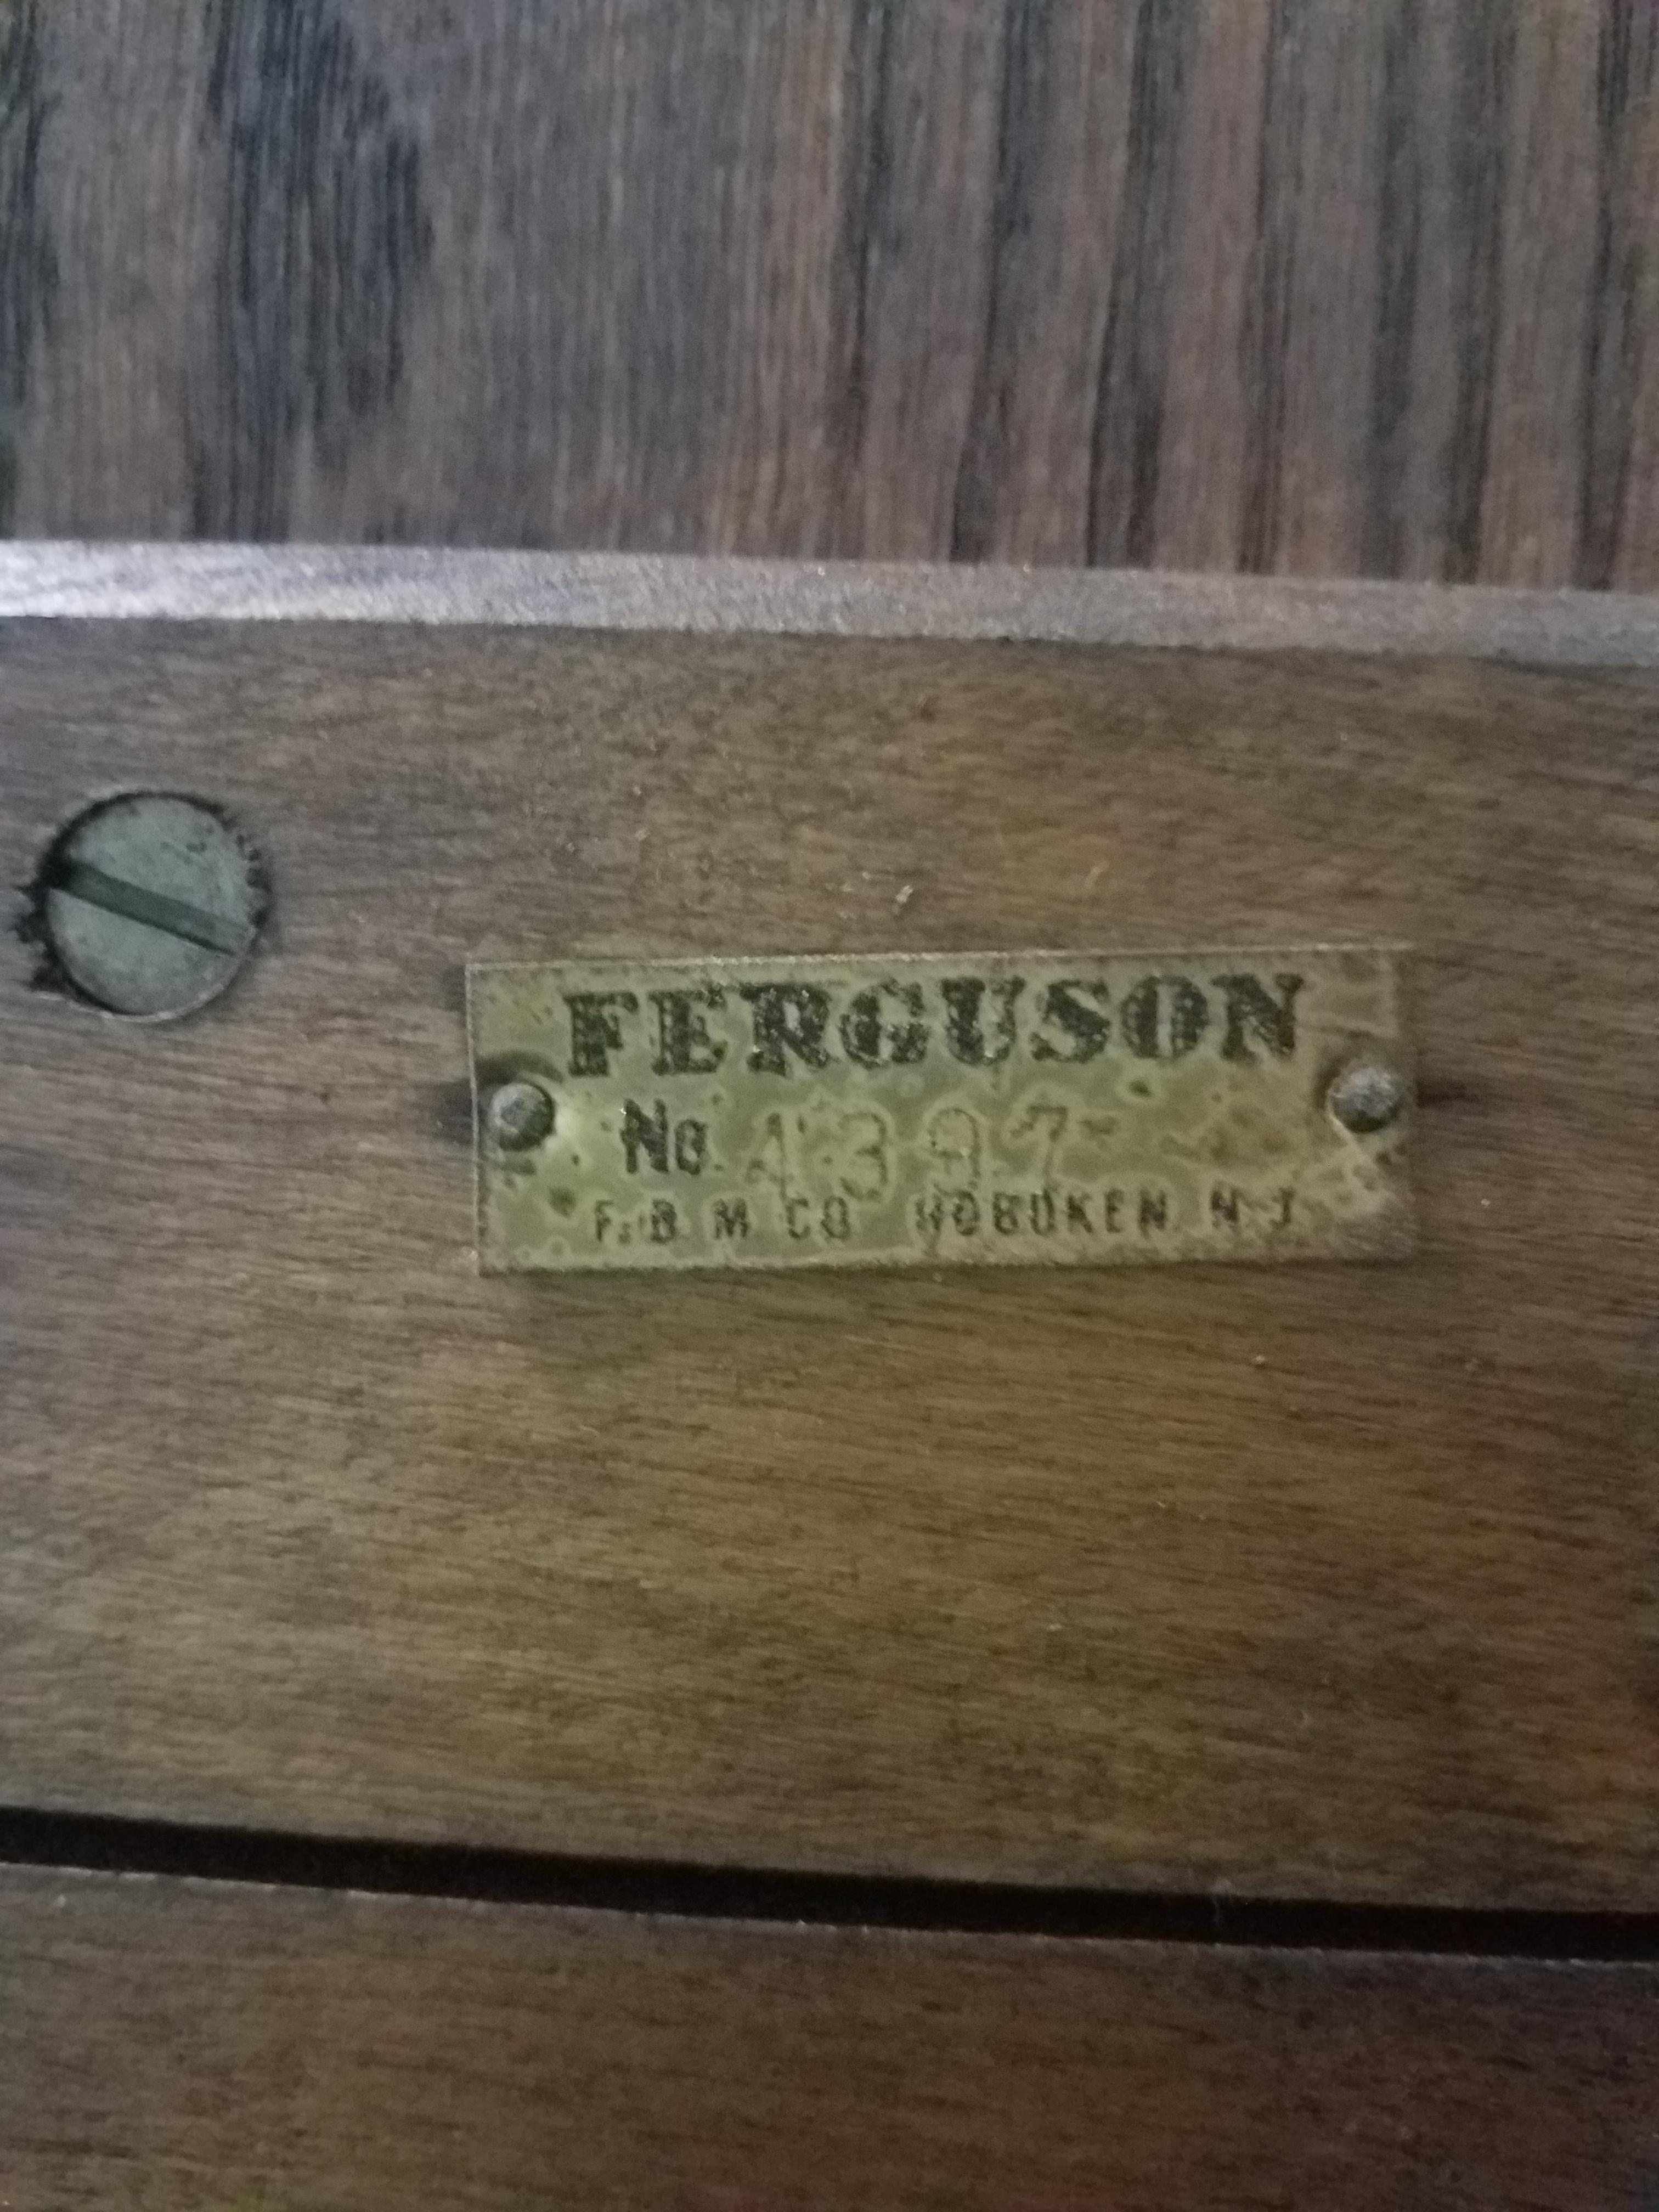 FERGUSON
No. 4397
F. B. M. CO. HOBOKEN. N. J.